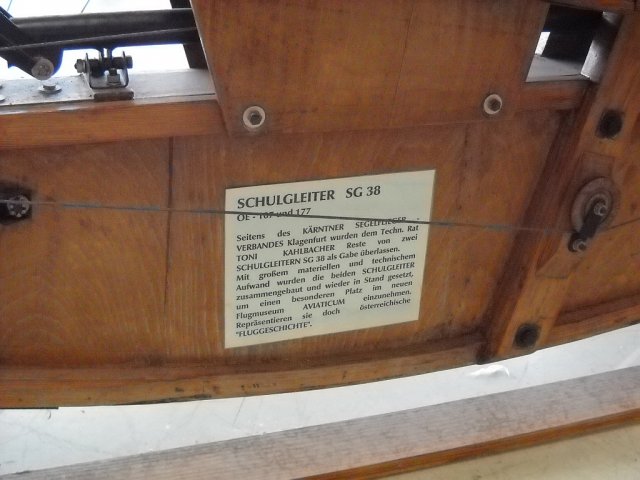 SCHULGLEITER SG 38
OE - 167 und 177
Seitens des KÄRNTNER SEGELFLIEGER -
VERBANDES Klagenfurt wurden dem Techn. Rat
TONI KAHLBACHER Reste von zwei
SCHULGLEITERN SG 38 als Gabe überlassen.
Mit großem materiellen und technischem
Aufwand wurden die beiden SCHULGLEITER
zusammengebaut und wieder in Stand gesetzt,
um einen besonderen Platz im neuen
Flugmuseum AVIATICUM einzunehmen.
Repräsentieren sie doch österreichische
"FLUGGESCHICHTE".